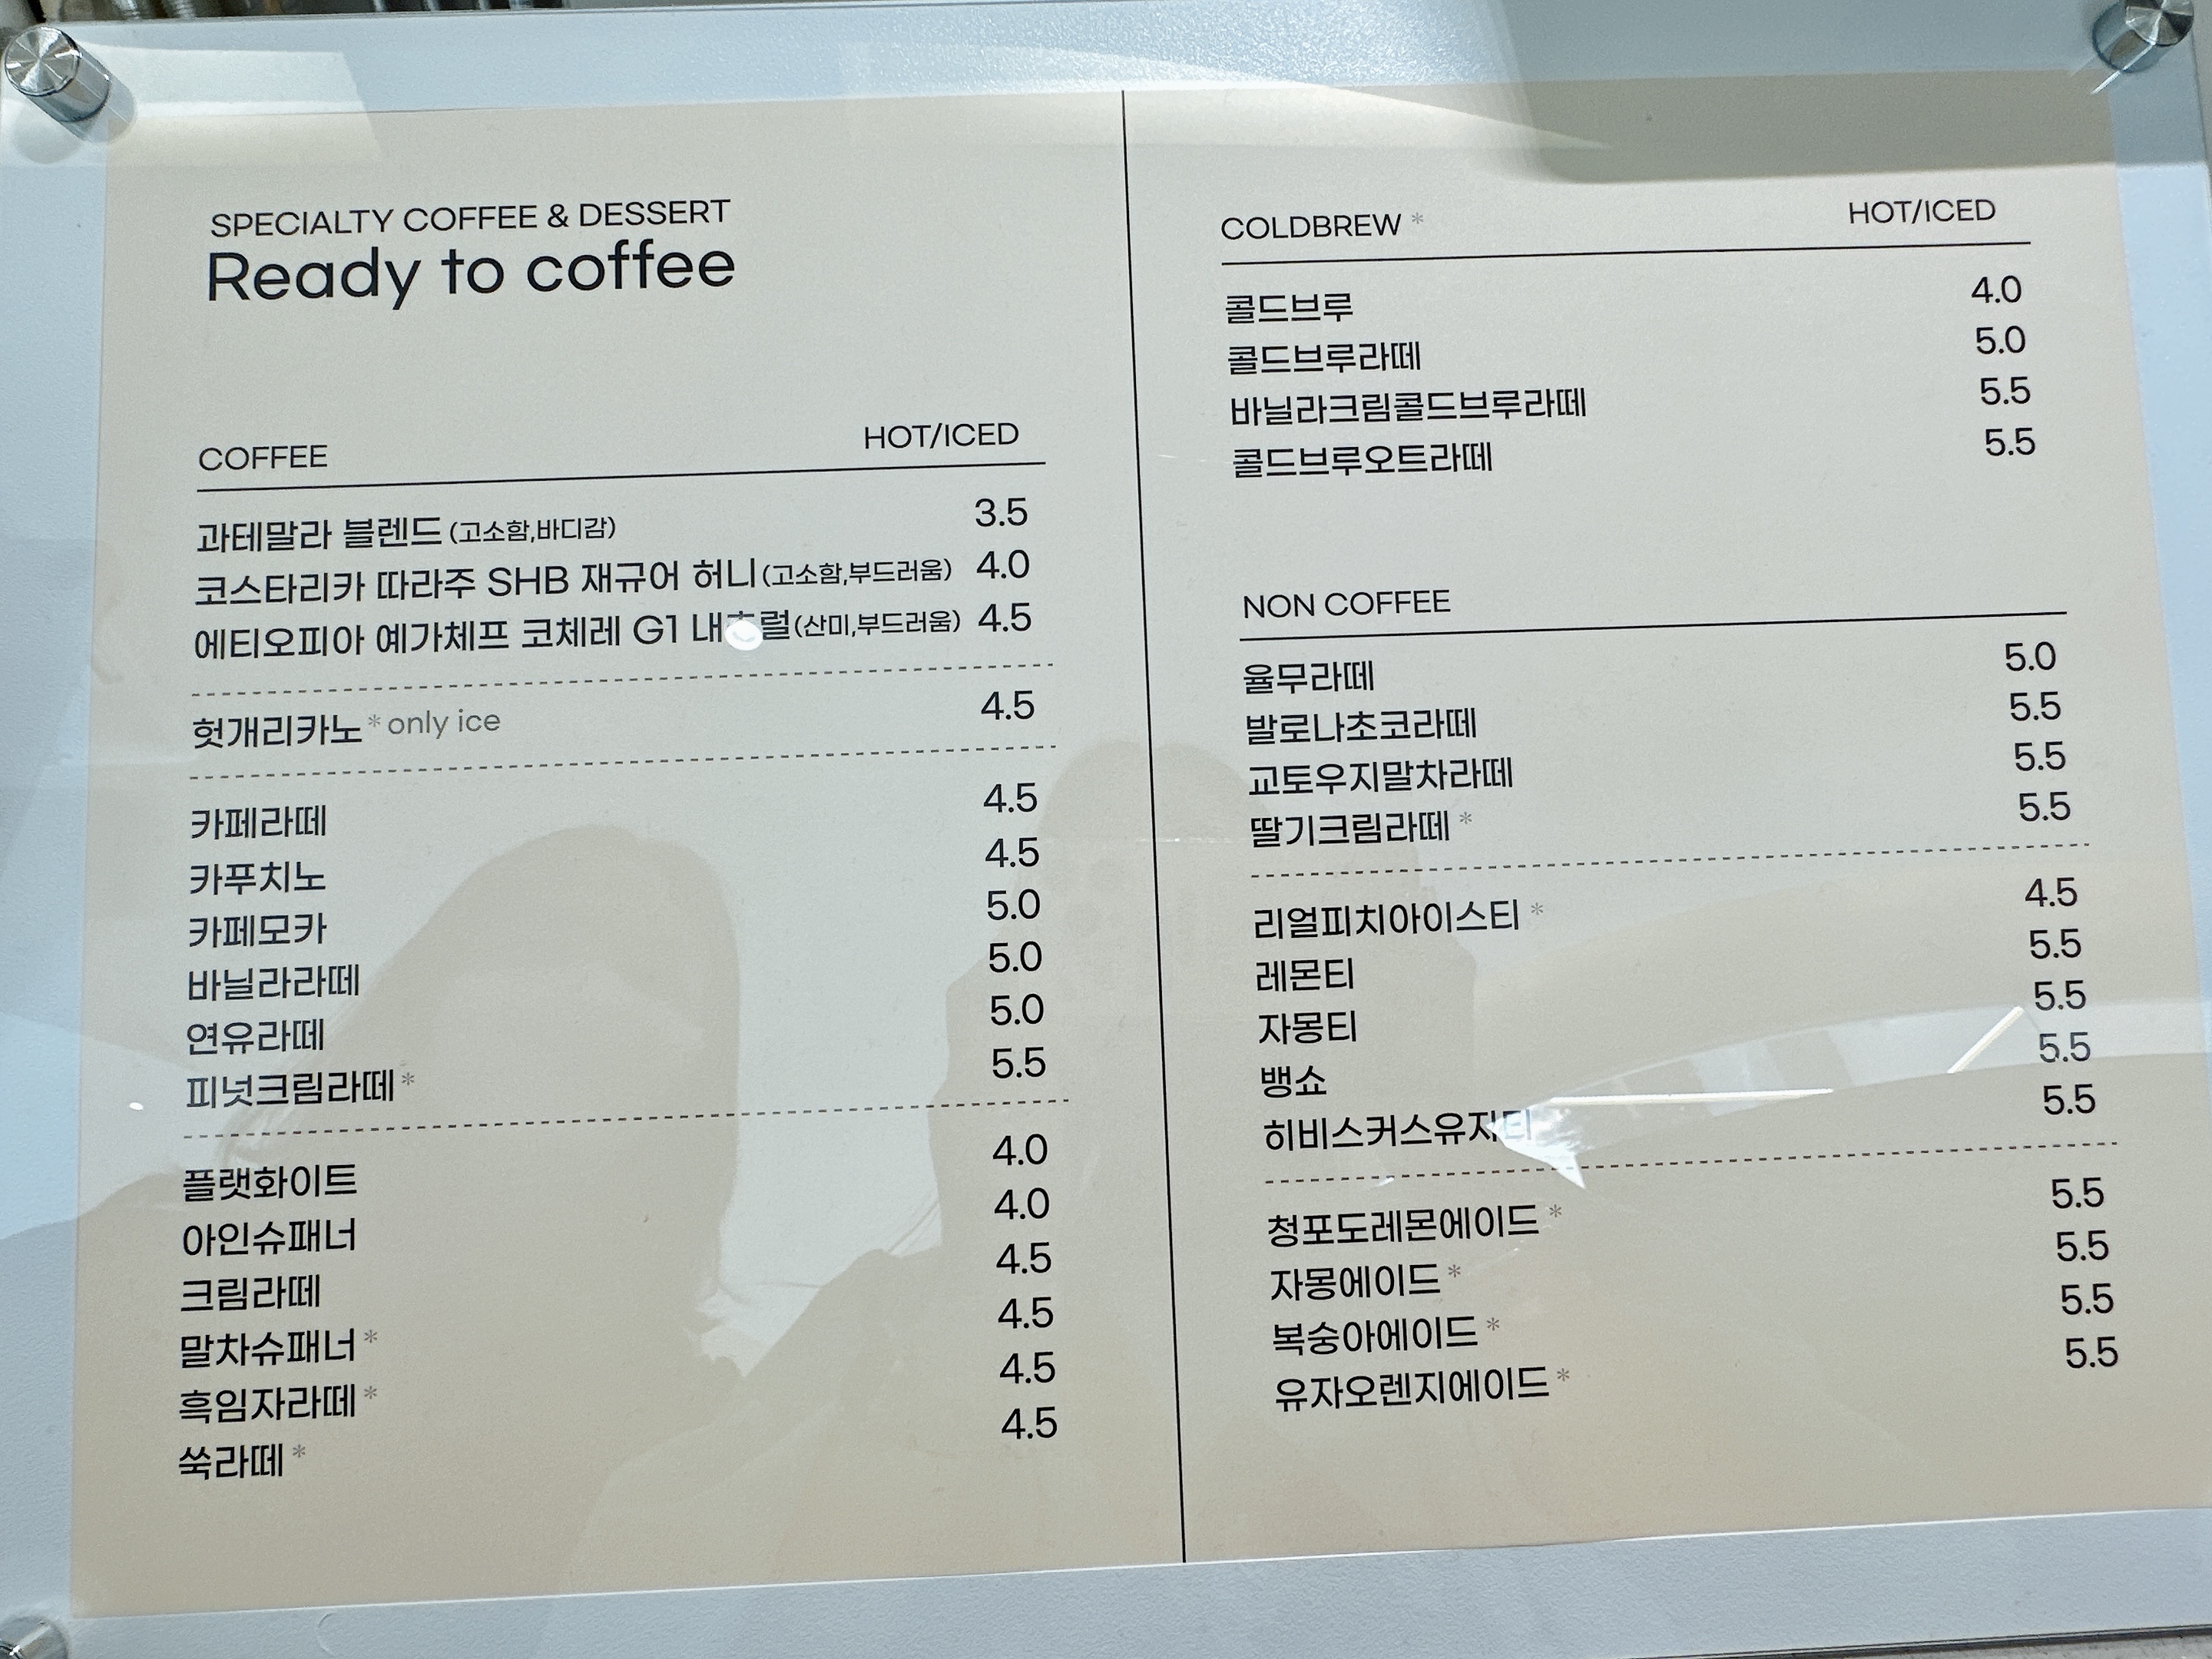 SPECIALTY COFFEE & DESSERT
Ready to coffee
COFFEE HOT/ICED
과테말라 블렌드 (고소함,바디감) 3.5
코스타리카 따라주 SHB 재규어 허니 (고소함,부드러움) 4.0
에티오피아 예가체프 코체레 G1 내츄럴 (산미,부드러움) 4.5
헛개리카노 * only ice 4.5
카페라떼 4.5
카푸치노 4.5
카페모카 5.0
바닐라라떼 5.0
연유라떼 5.0
피넛크림라떼 * 5.5
플랫화이트 4.0
아인슈패너 4.0
크림라떼 4.5
말차슈패너 * 4.5
흑임자라떼 * 4.5
쑥라떼 * 4.5
COLDBREW * HOT/ICED
콜드브루 4.0
콜드브루라떼 5.0
바닐라크림콜드브루라떼 5.5
콜드브루오트라떼 5.5
NON COFFEE
율무라떼 5.0
발로나초코라떼 5.5
교토우지말차라떼 5.5
딸기크림라떼 * 5.5
리얼피치아이스티 * 4.5
레몬티 5.5
자몽티 5.5
뱅쇼 5.5
히비스커스유자티 5.5
청포도레몬에이드 * 5.5
자몽에이드 * 5.5
복숭아에이드 * 5.5
유자오렌지에이드 * 5.5